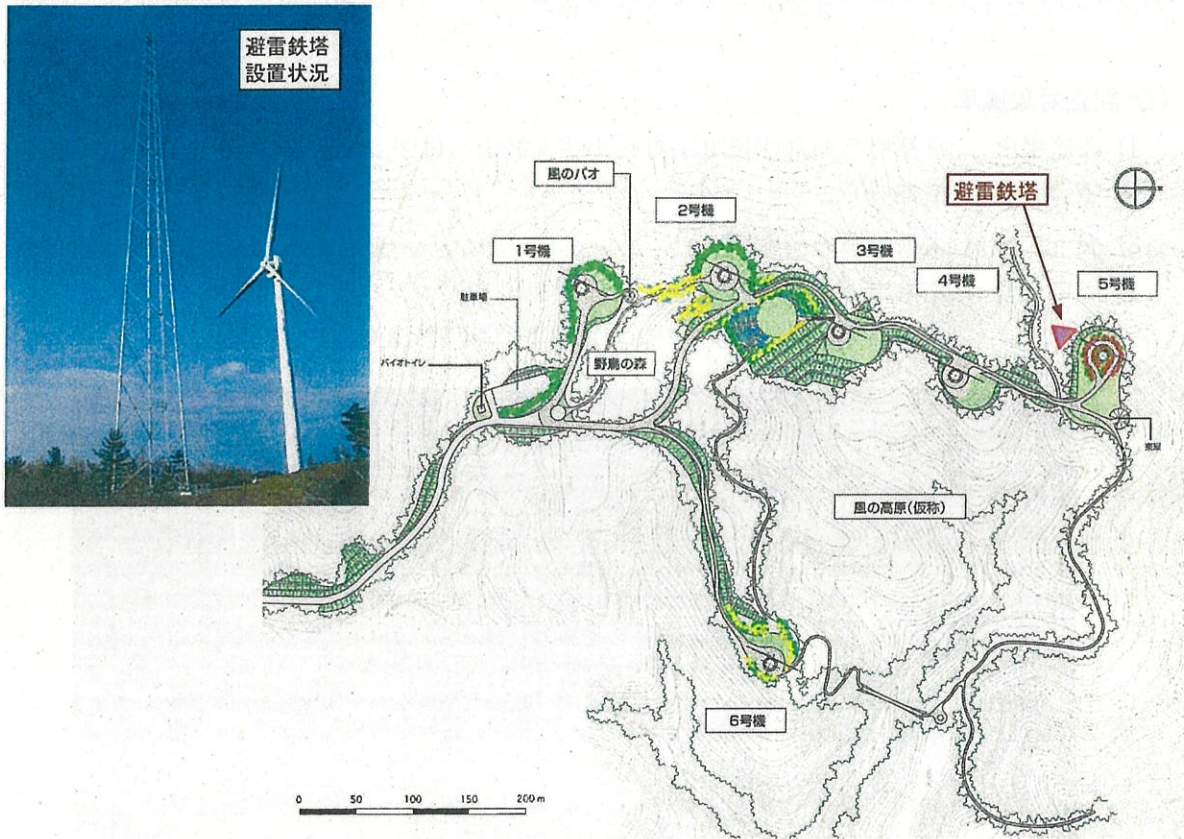 避雷鉄塔
設置状況
風のパオ
2号機
避雷鉄塔
1号機
3号機
4号機
5号機
駐車場
バイオトイレ
野鳥の森
東屋
風の高原(仮称)
6号機
0 50 100 150 200m